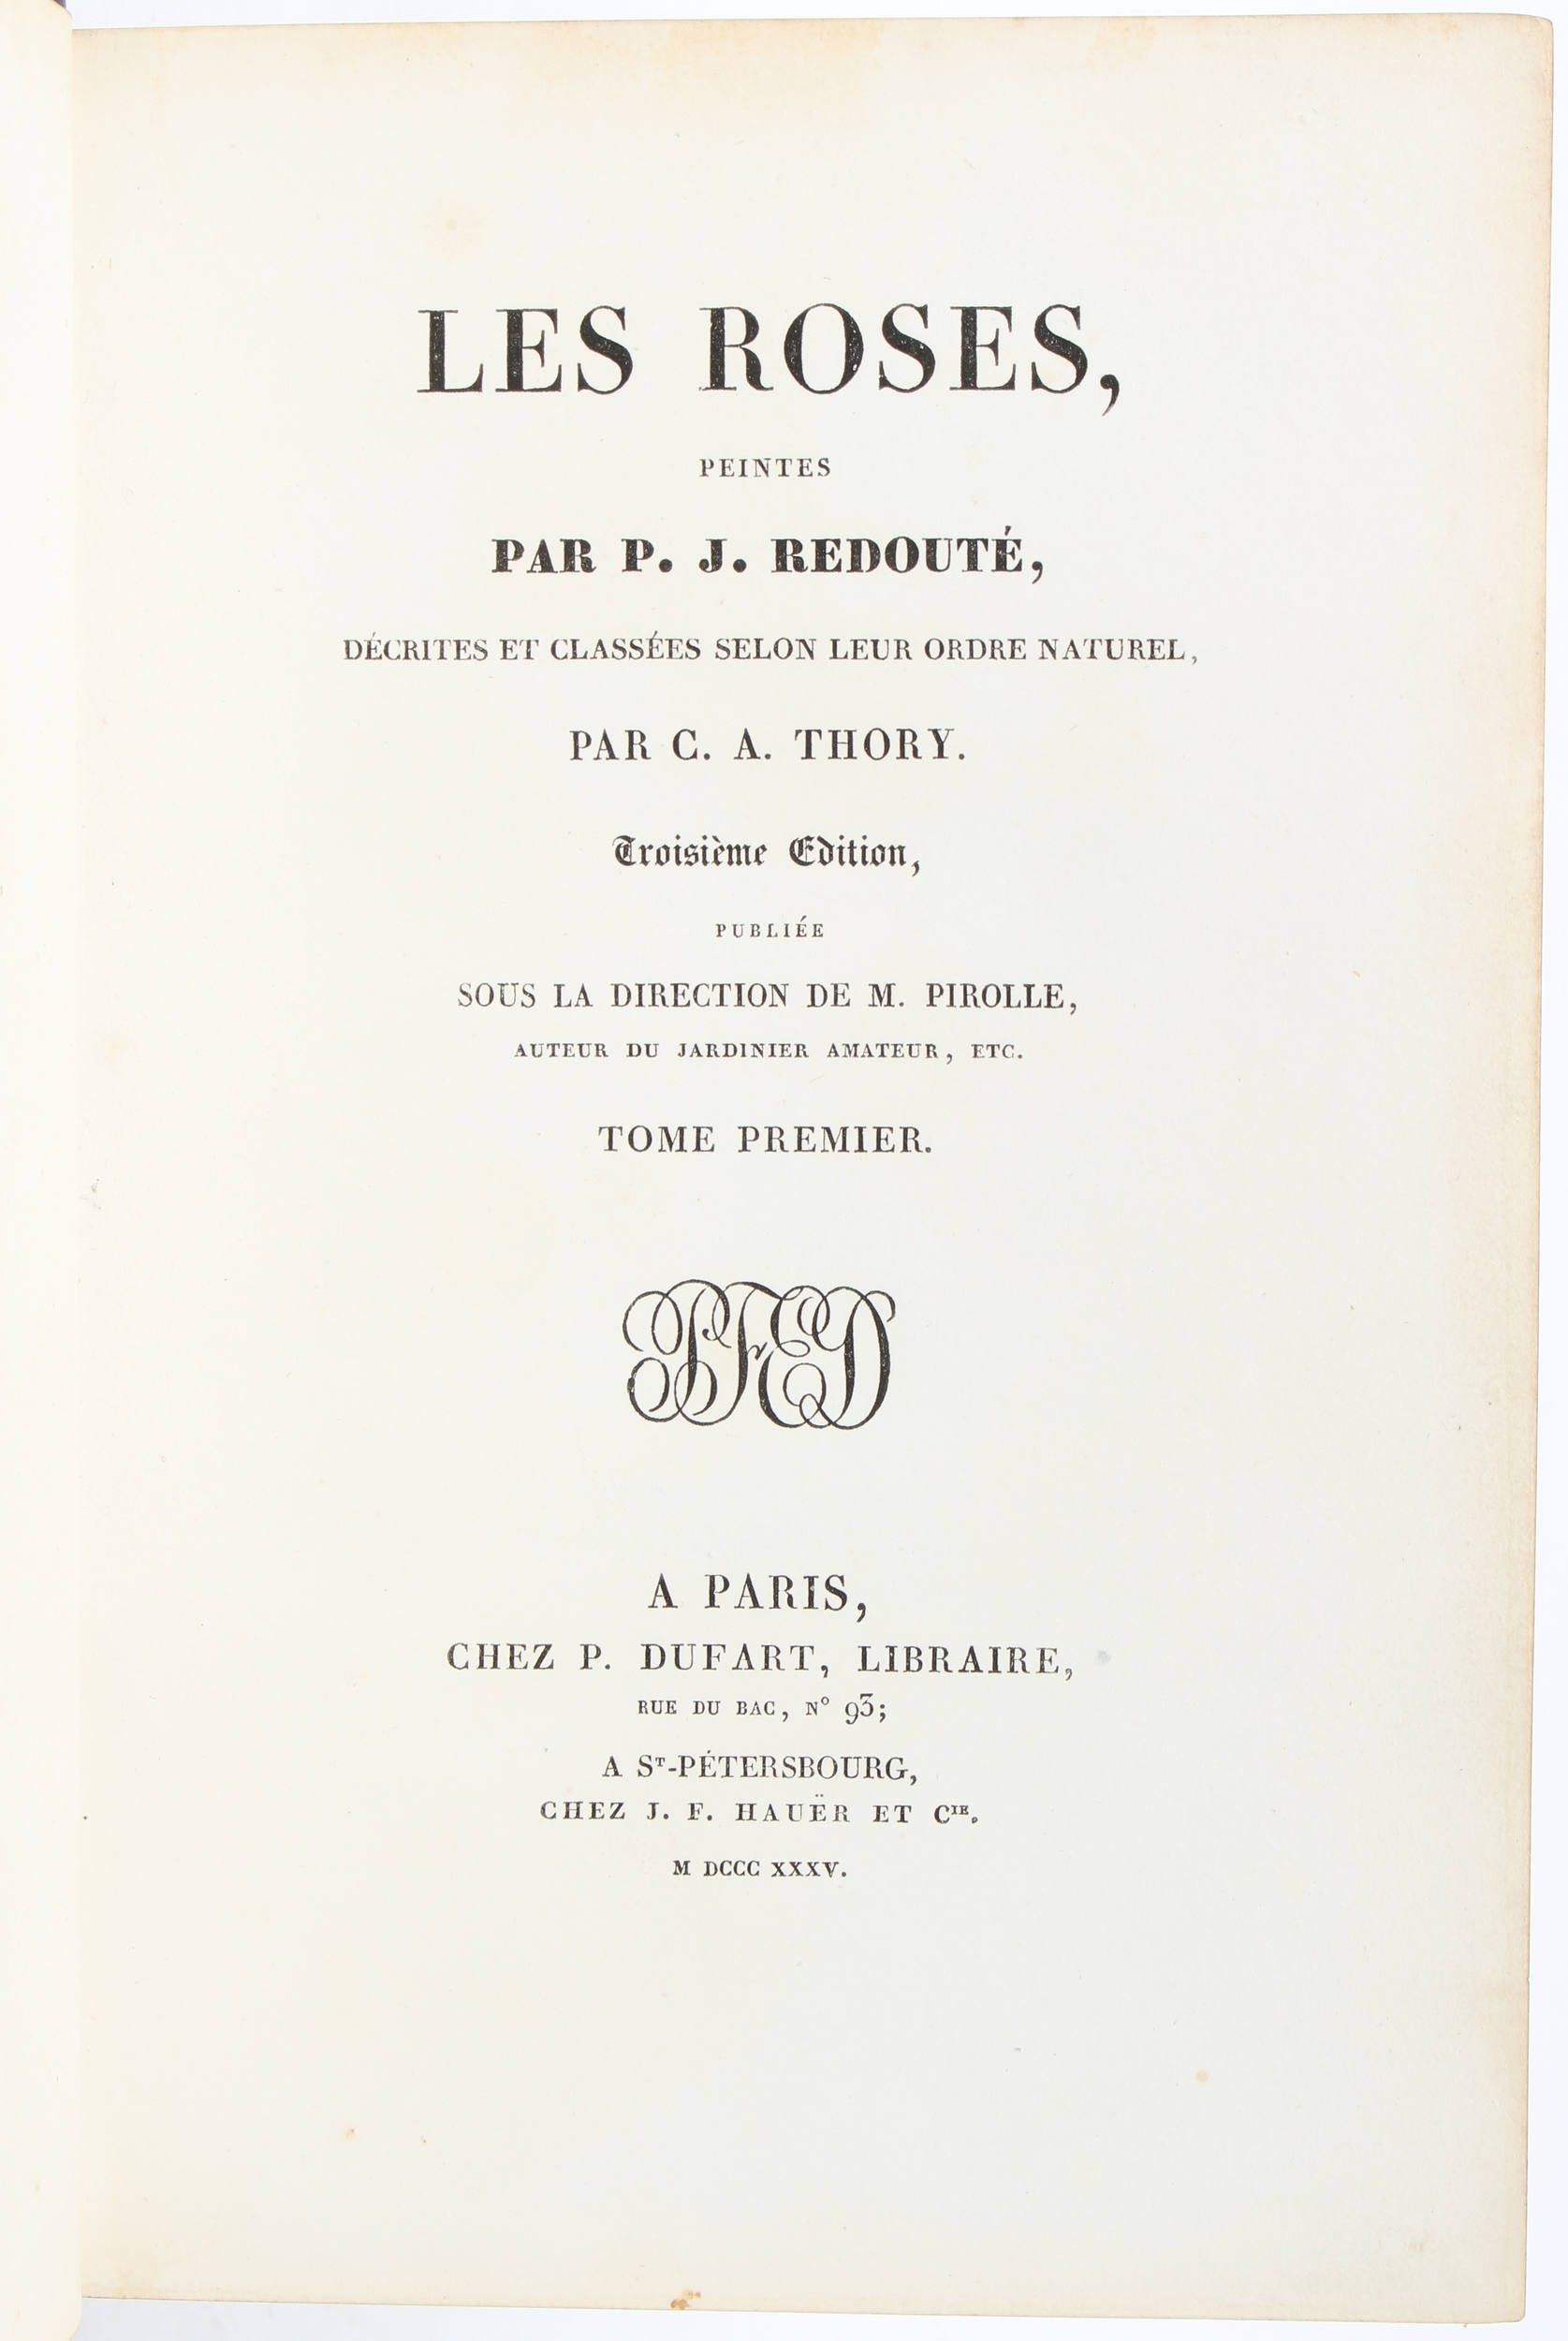 LES ROSES,
PEINTES
PAR P. J. REDOUTÉ,
DÉCRITES ET CLASSÉES SELON LEUR ORDRE NATUREL,
PAR C. A. THORY.
Troisième Edition,
PUBLIÉE
SOUS LA DIRECTION DE M. PIROLLE,
AUTEUR DU JARDINIER AMATEUR, ETC.
TOME PREMIER.
A PARIS,
CHEZ P. DUFART, LIBRAIRE,
RUE DU BAC, N° 93;
A Sᵀ-PÉTERSBOURG,
CHEZ J. F. HAUËR ET Cᴵᴱ.
M DCCC XXXV.